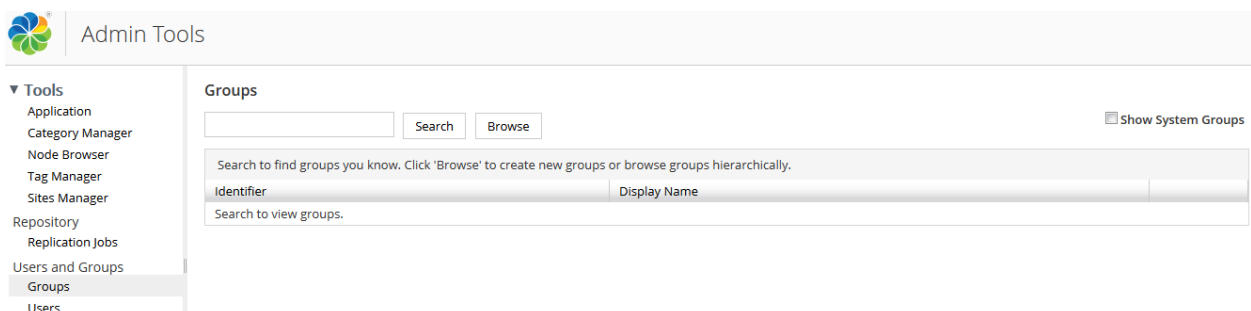 Admin Tools
Tools
Application
Category Manager
Node Browser
Tag Manager
Sites Manager
Repository
Replication Jobs
Users and Groups
Groups
Users
Groups
Search Browse
Show System Groups
Search to find groups you know. Click 'Browse' to create new groups or browse groups hierarchically.
Identifier Display Name
Search to view groups.